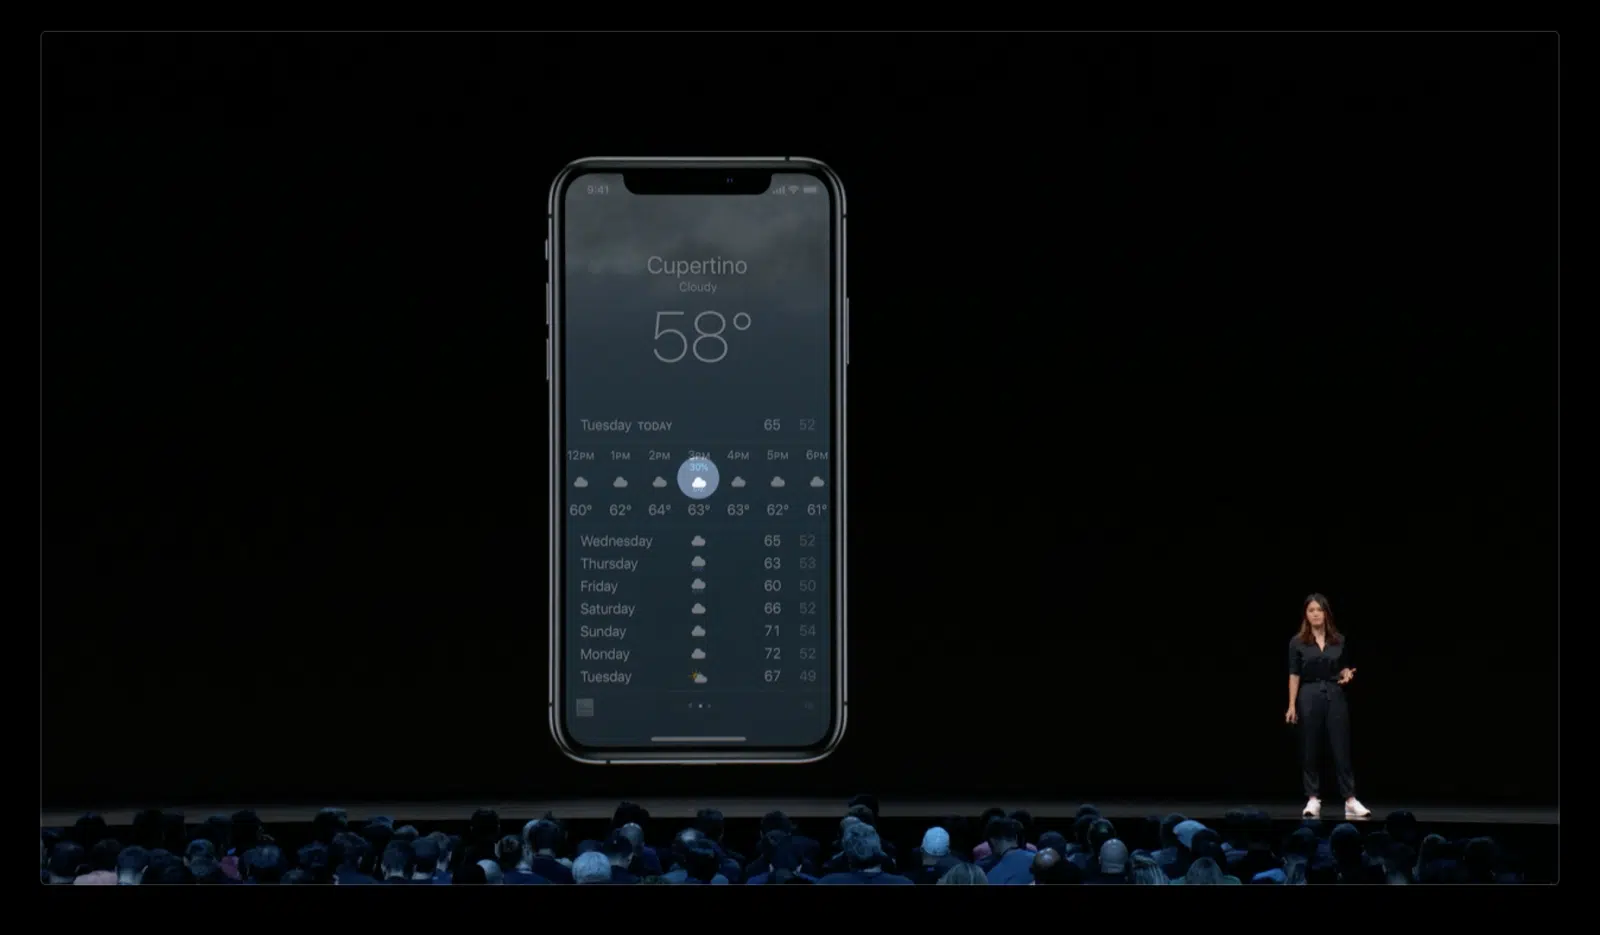 9:41
Cupertino
Cloudy
58°
Tuesday TODAY 65 52
12PM 1PM 2PM 3PM 4PM 5PM 6PM
30%
60° 62° 64° 63° 63° 62° 61°
Wednesday 65 52
Thursday 63 53
Friday 60 50
Saturday 66 52
Sunday 71 54
Monday 72 52
Tuesday 67 49